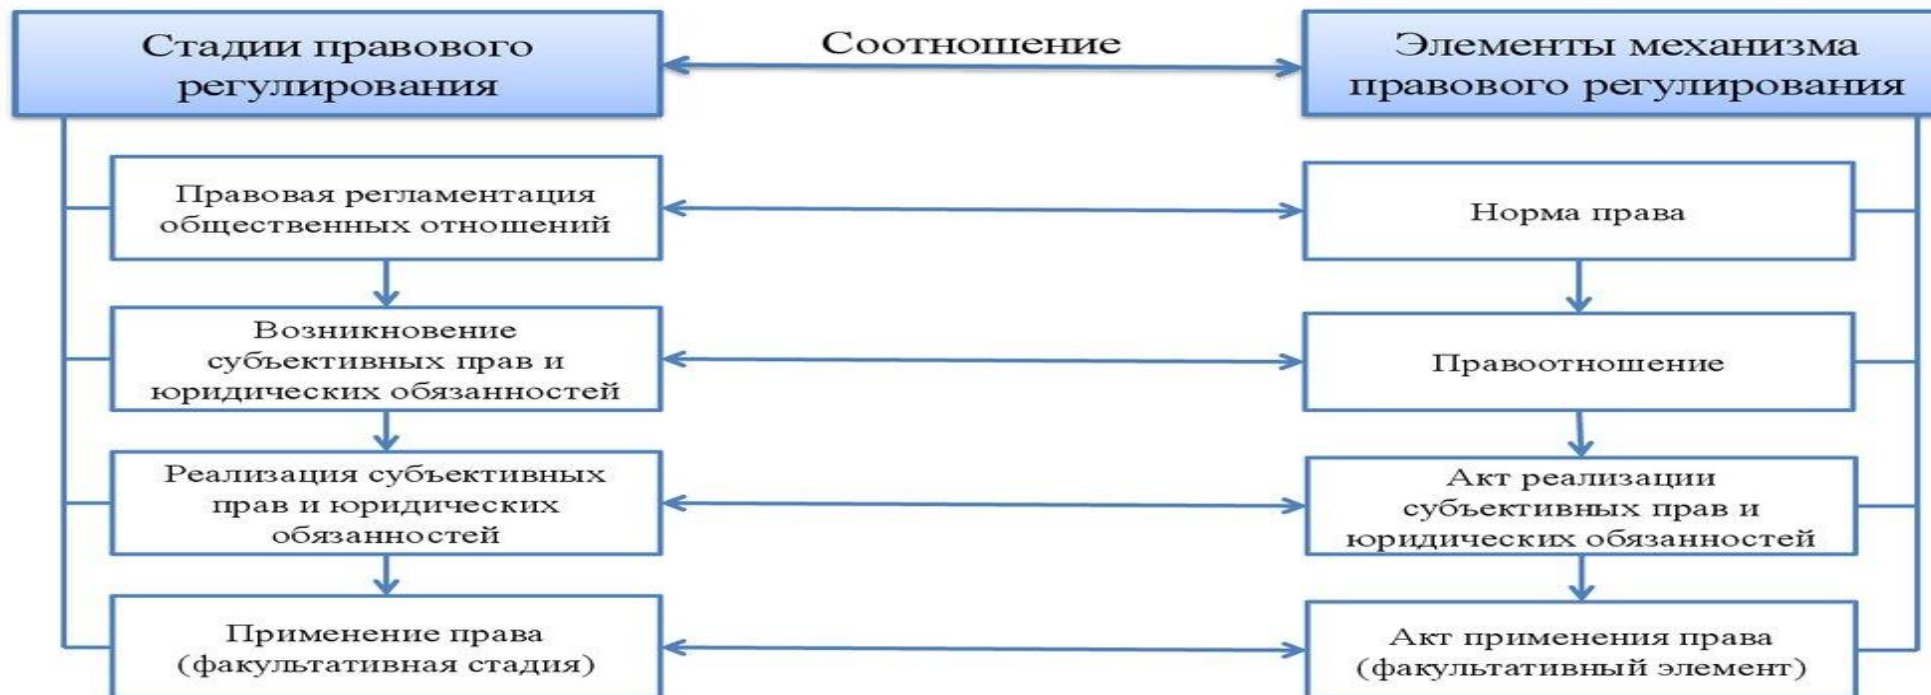 Стадии правового
регулирования
Соотношение
Элементы механизма
правового регулирования
Правовая регламентация
общественных отношений
Норма права
Возникновение
субъективных прав и
юридических обязанностей
Правоотношение
Реализация субъективных
прав и юридических
обязанностей
Акт реализации
субъективных прав и
юридических обязанностей
Применение права
(факультативная стадия)
Акт применения права
(факультативный элемент)